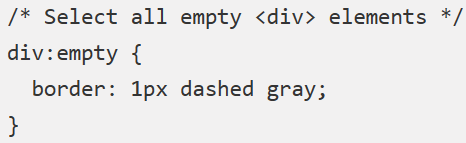 /* Select all empty <div> elements */
div:empty {
  border: 1px dashed gray;
}